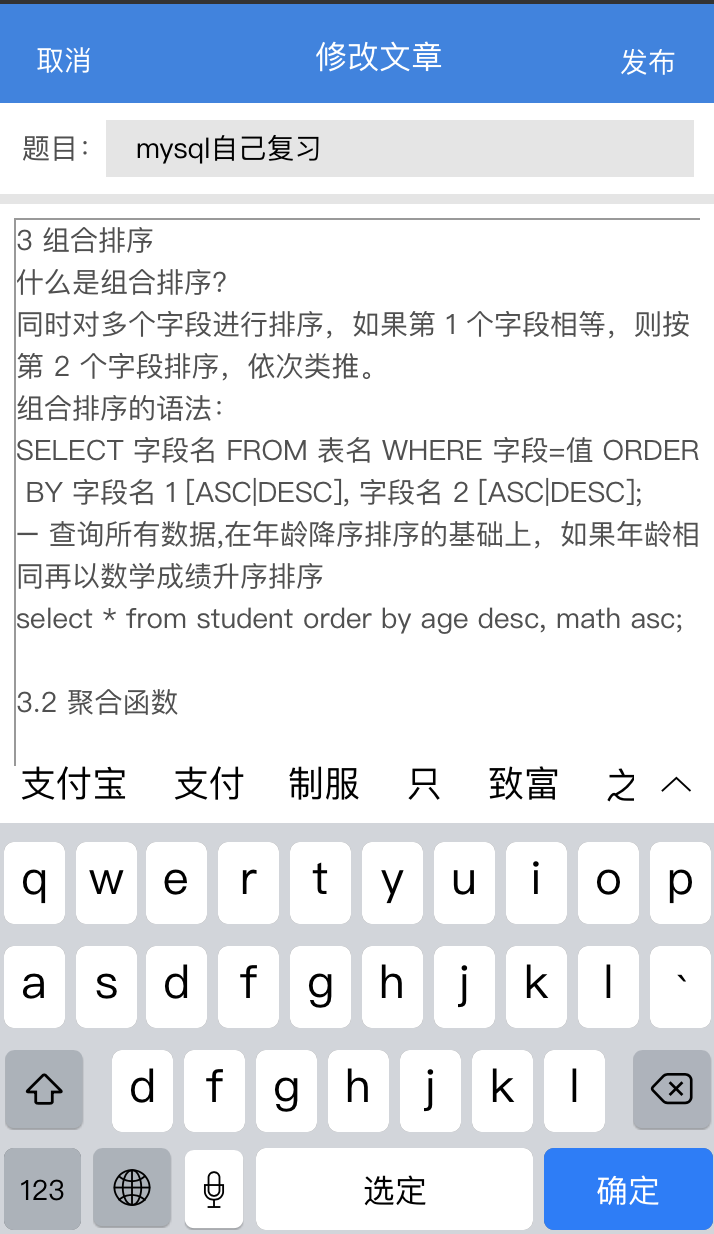 取消 修改文章 发布
题目： mysql自己复习
3 组合排序
什么是组合排序？
同时对多个字段进行排序，如果第 1 个字段相等，则按
第 2 个字段排序，依次类推。
组合排序的语法：
SELECT 字段名 FROM 表名 WHERE 字段=值 ORDER
BY 字段名 1 [ASC|DESC], 字段名 2 [ASC|DESC];
— 查询所有数据,在年龄降序排序的基础上，如果年龄相
同再以数学成绩升序排序
select * from student order by age desc, math asc;
3.2 聚合函数
支付宝 支付 制服 只 致富 之
q w e r t y u i o p
a s d f g h j k l `
d f g h j k l
123 选定 确定